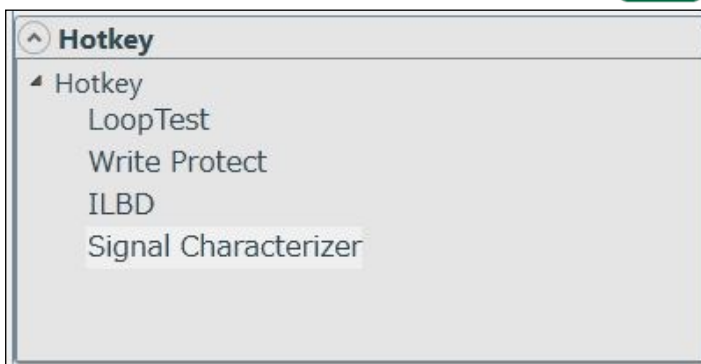 Hotkey
Hotkey
LoopTest
Write Protect
ILBD
Signal Characterizer